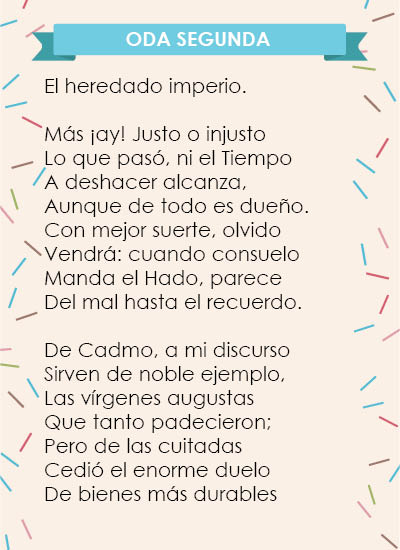 ODA SEGUNDA
El heredado imperio.
Más ¡ay! Justo o injusto
Lo que pasó, ni el Tiempo
A deshacer alcanza,
Aunque de todo es dueño.
Con mejor suerte, olvido
Vendrá: cuando consuelo
Manda el Hado, parece
Del mal hasta el recuerdo.
De Cadmo, a mi discurso
Sirven de noble ejemplo,
Las vírgenes augustas
Que tanto padecieron;
Pero de las cuitadas
Cedió el enorme duelo
De bienes más durables